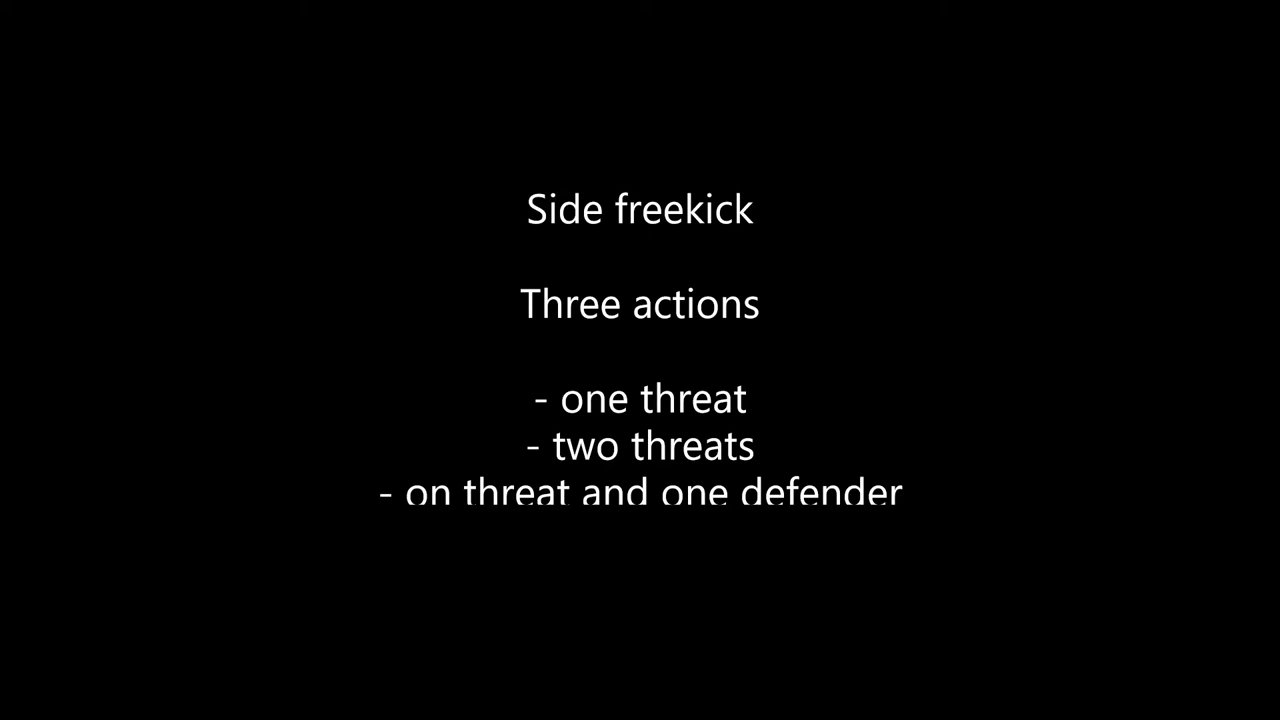 Side freekick
Three actions
- one threat
- two threats
- on threat and one defender